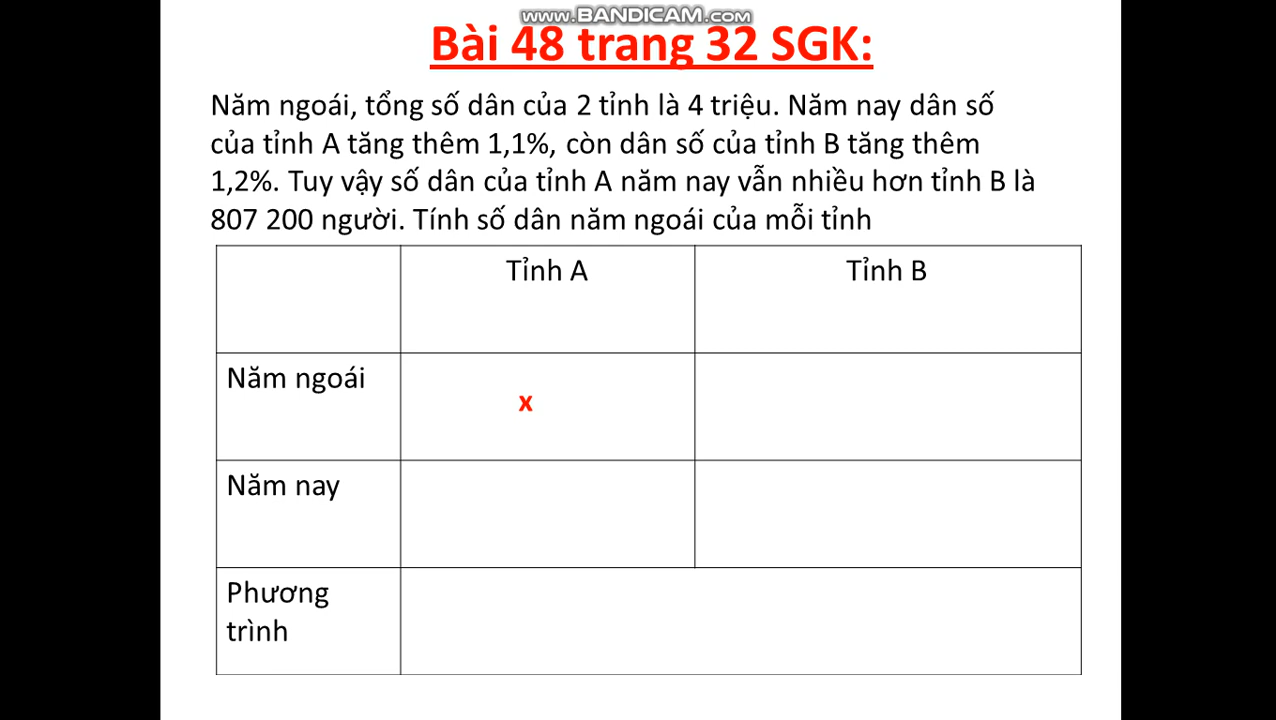 www.BANDICAM.com
Bài 48 trang 32 SGK:
Năm ngoái, tổng số dân của 2 tỉnh là 4 triệu. Năm nay dân số
của tỉnh A tăng thêm 1,1%, còn dân số của tỉnh B tăng thêm
1,2%. Tuy vậy số dân của tỉnh A năm nay vẫn nhiều hơn tỉnh B là
807 200 người. Tính số dân năm ngoái của mỗi tỉnh
Tỉnh A
Tỉnh B
Năm ngoái
x
Năm nay
Phương
trình